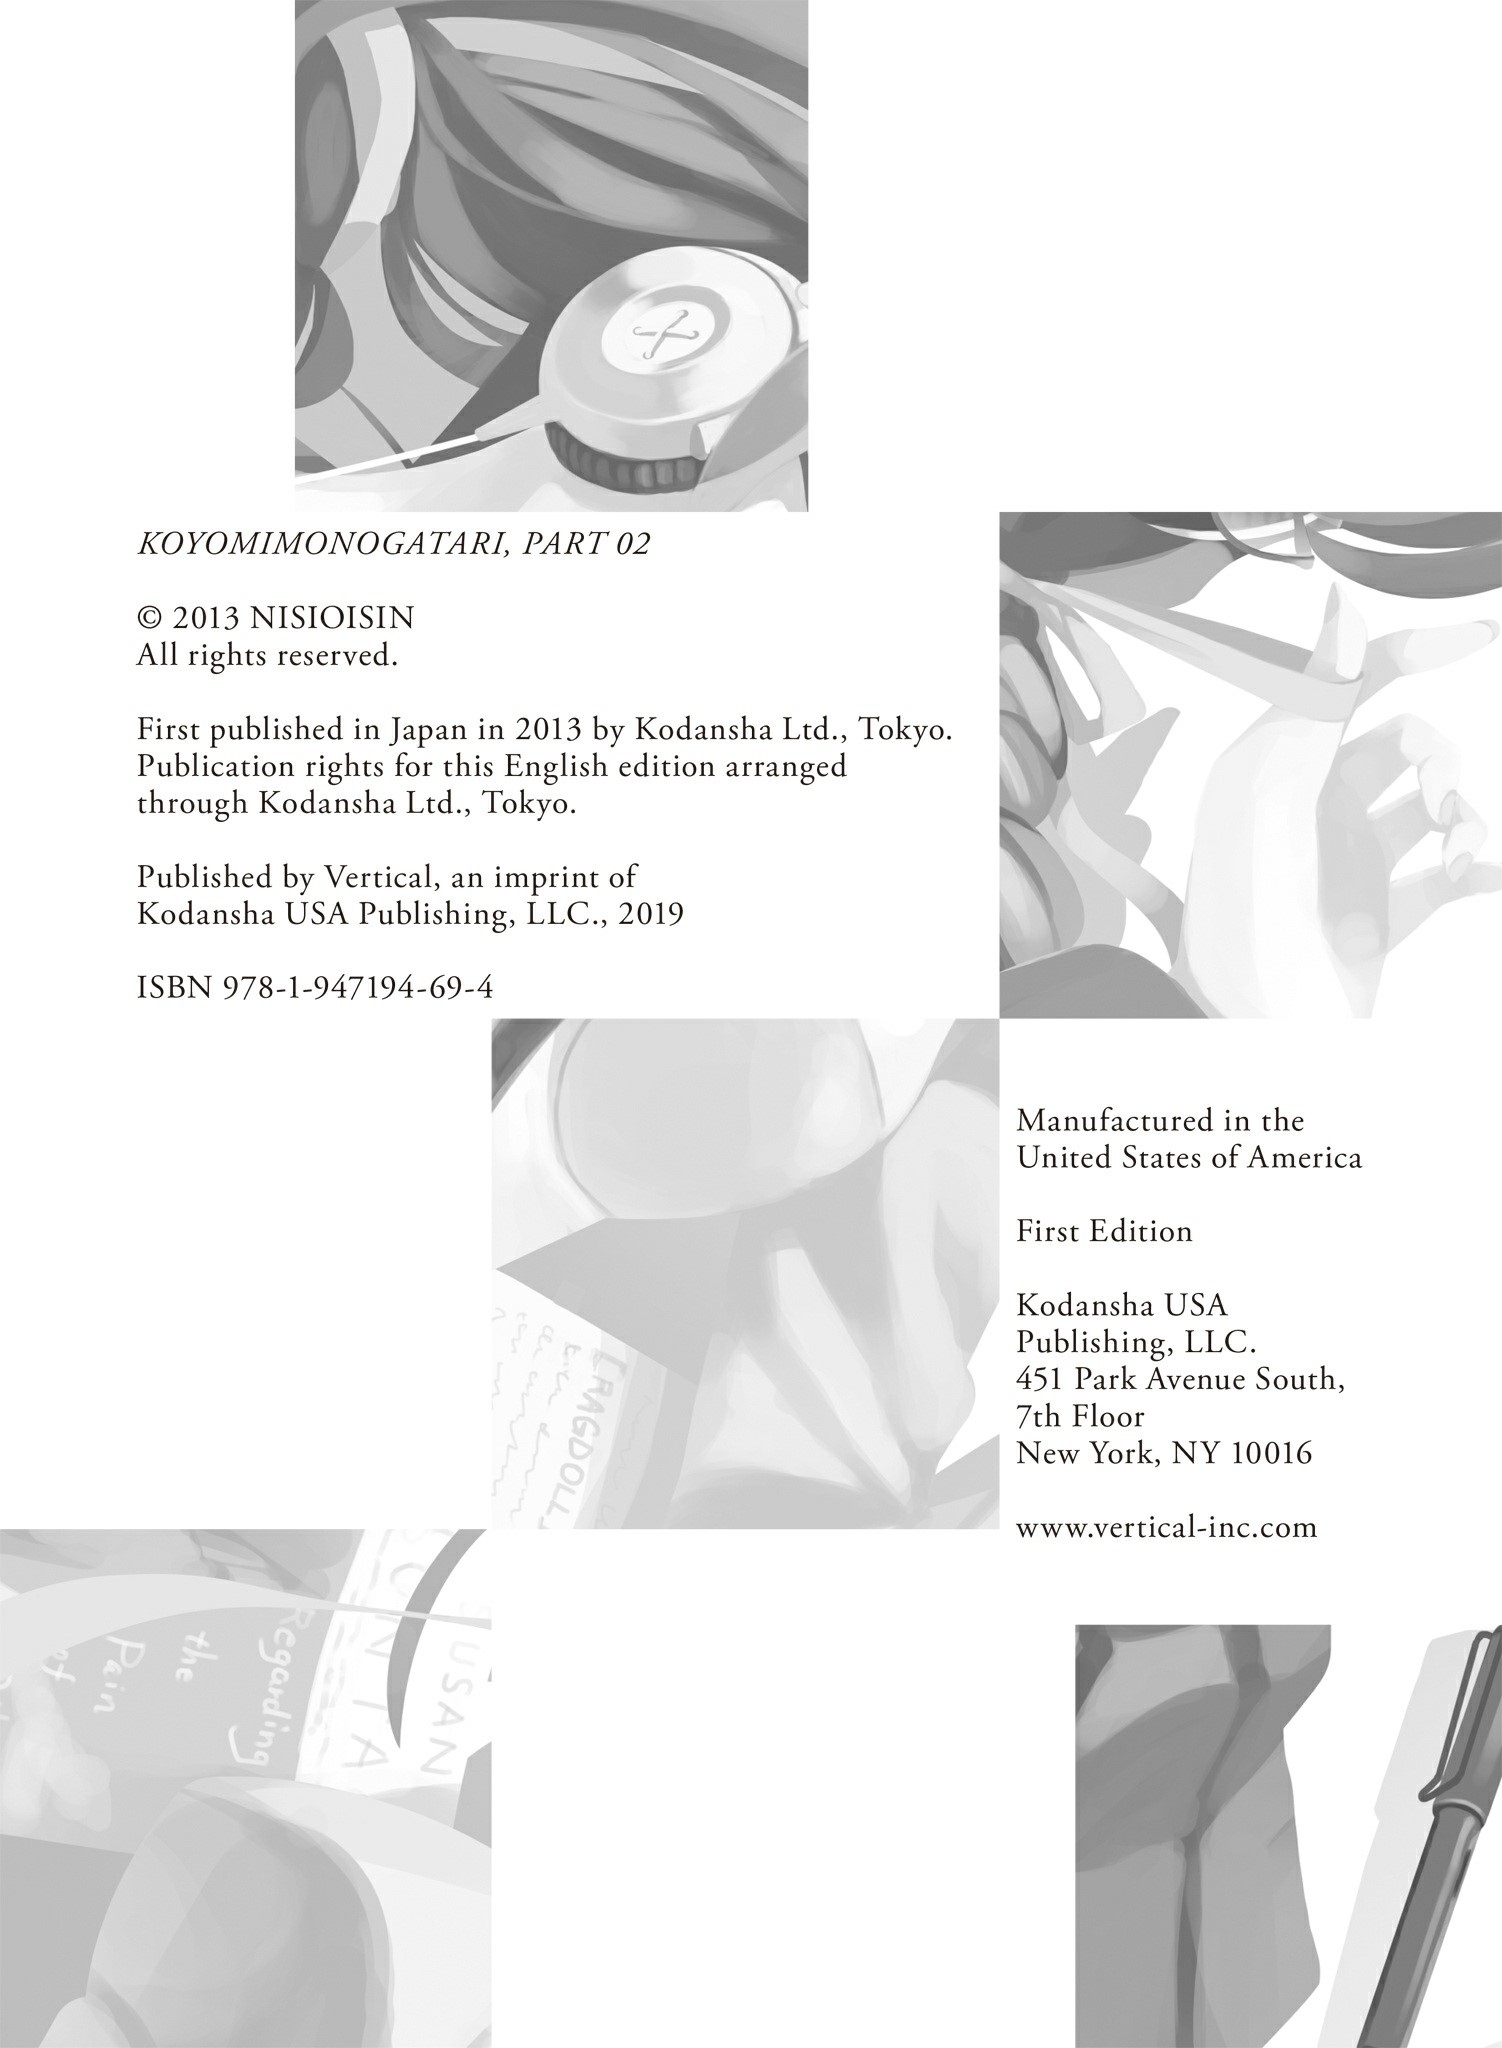 KOYOMIMONOGATARI, PART 02
© 2013 NISIOISIN
All rights reserved.
First published in Japan in 2013 by Kodansha Ltd., Tokyo.
Publication rights for this English edition arranged
through Kodansha Ltd., Tokyo.
Published by Vertical, an imprint of
Kodansha USA Publishing, LLC., 2019
ISBN 978-1-947194-69-4
Manufactured in the
United States of America
First Edition
Kodansha USA
Publishing, LLC.
451 Park Avenue South,
7th Floor
New York, NY 10016
www.vertical-inc.com
[RAGDOLL]
SUSAN
SONTA
Regarding
the
Pain
of